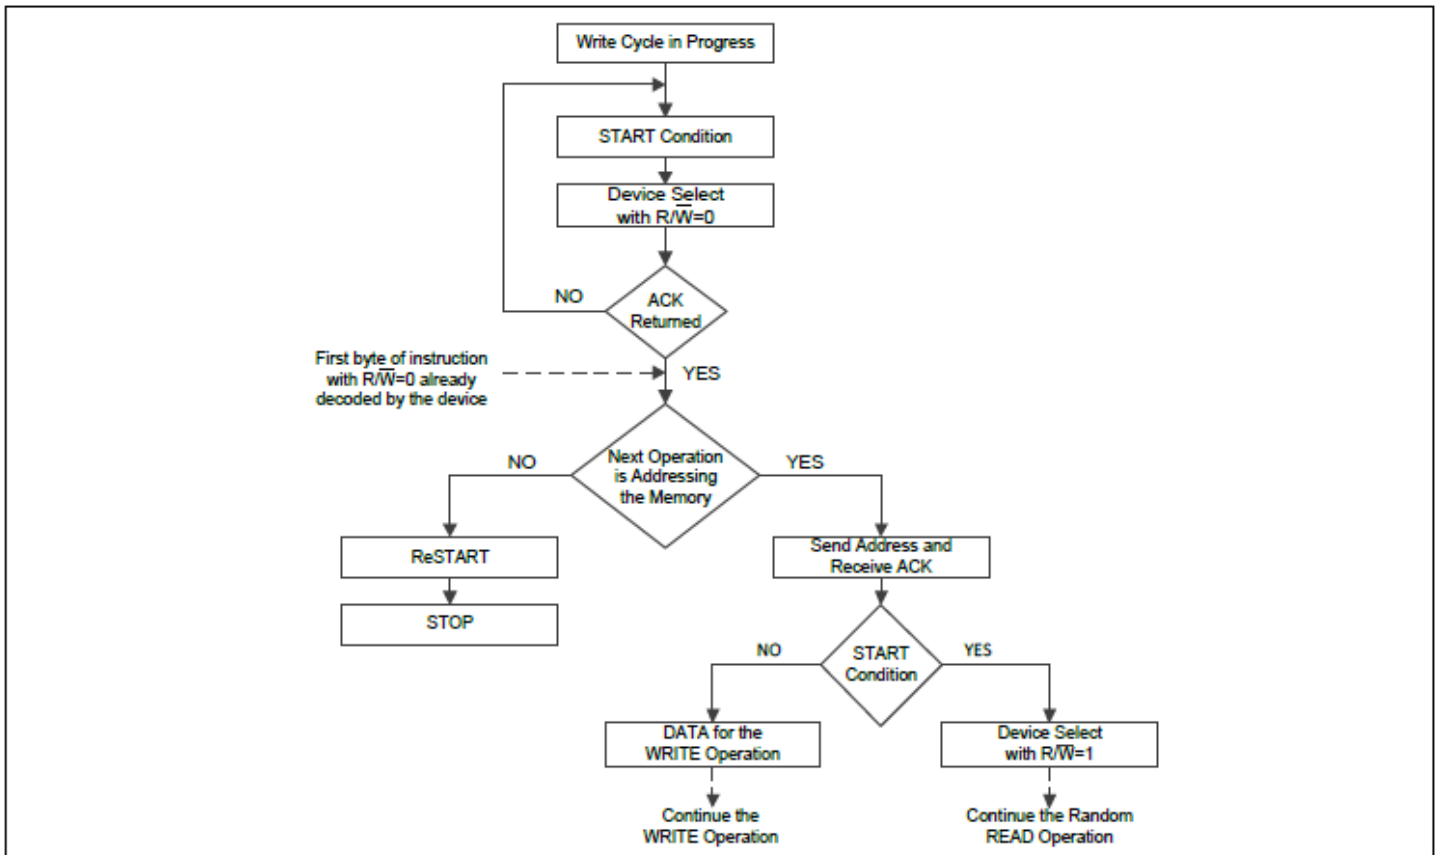 Write Cycle in Progress
START Condition
Device Select
with R/W̅=0
NO
ACK
Returned
First byte of instruction
with R/W̅=0 already
decoded by the device
YES
NO
Next Operation
is Addressing
the Memory
YES
ReSTART
Send Address and
Receive ACK
STOP
NO
START
Condition
YES
DATA for the
WRITE Operation
Device Select
with R/W̅=1
Continue the
WRITE Operation
Continue the Random
READ Operation